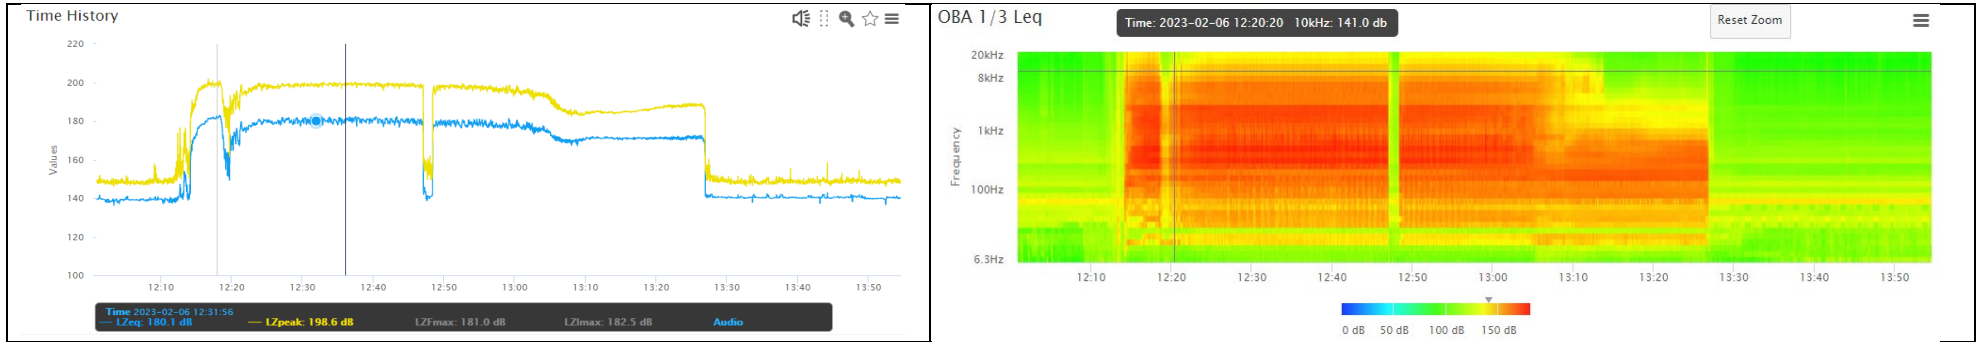 Time History
220
200
180
160
140
120
100
Values
12:10 12:20 12:30 12:40 12:50 13:00 13:10 13:20 13:30 13:40 13:50
Time 2023-02-06 12:31:56
LZeq: 180.1 dB LZpeak: 198.6 dB LZFmax: 181.0 dB LZImax: 182.5 dB Audio
OBA 1/3 Leq
Time: 2023-02-06 12:20:20 10kHz: 141.0 db
Reset Zoom
20kHz
8kHz
1kHz
100Hz
6.3Hz
Frequency
12:10 12:20 12:30 12:40 12:50 13:00 13:10 13:20 13:30 13:40 13:50
0 dB 50 dB 100 dB 150 dB